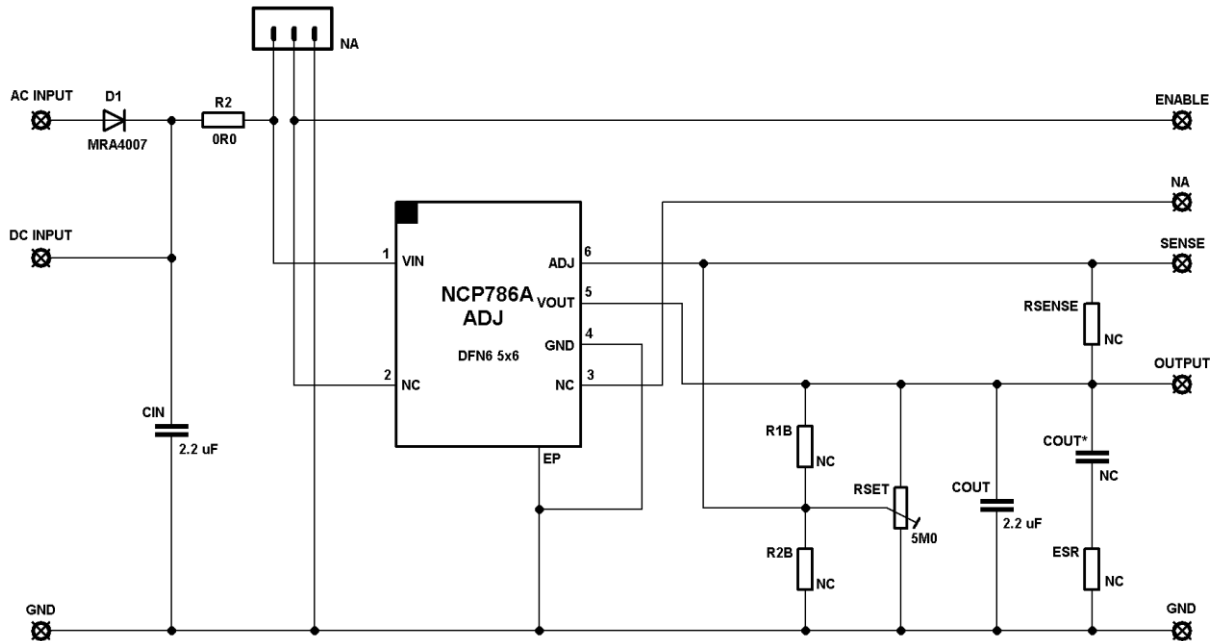 NA
AC INPUT
D1
MRA4007
R2
0R0
ENABLE
NA
DC INPUT
SENSE
1
VIN
ADJ
6
NCP786A
ADJ
DFN6 5x6
VOUT
5
GND
4
2
NC
NC
3
EP
RSENSE
NC
OUTPUT
CIN
2.2 uF
R1B
NC
RSET
5M0
COUT
2.2 uF
COUT*
NC
R2B
NC
ESR
NC
GND
GND